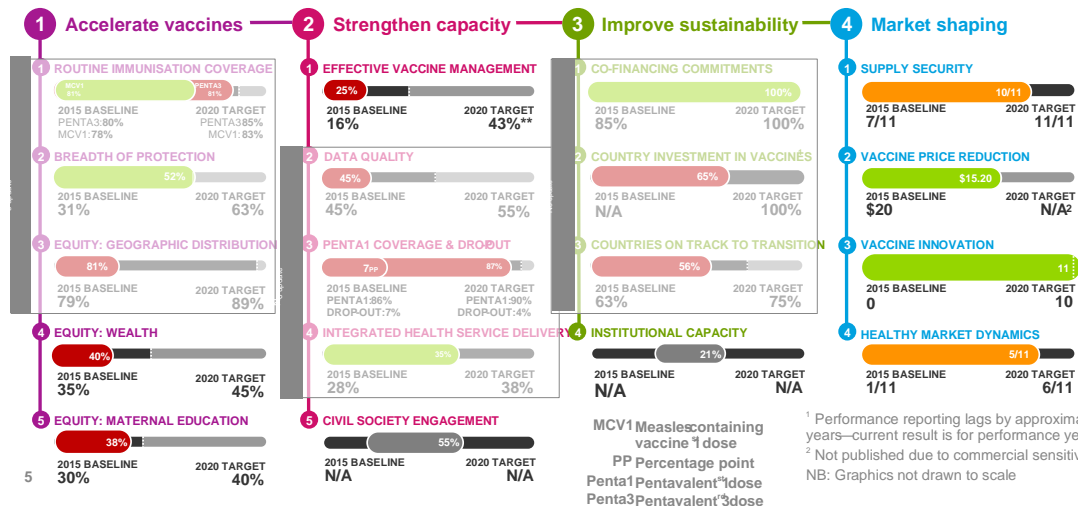 1 Accelerate vaccines
1 ROUTINE IMMUNISATION COVERAGE
MCV1 81%
PENTA3 81%
2015 BASELINE 2020 TARGET
PENTA3:80% PENTA385%
MCV1:78% MCV1: 83%
2 BREADTH OF PROTECTION
52%
2015 BASELINE 2020 TARGET
31% 63%
3 EQUITY: GEOGRAPHIC DISTRIBUTION
81%
2015 BASELINE 2020 TARGET
79% 89%
4 EQUITY: WEALTH
40%
2015 BASELINE 2020 TARGET
35% 45%
5 EQUITY: MATERNAL EDUCATION
38%
2015 BASELINE 2020 TARGET
30% 40%
5
2 Strengthen capacity
1 EFFECTIVE VACCINE MANAGEMENT
25%
2015 BASELINE 2020 TARGET
16% 43%**
2 DATA QUALITY
45%
2015 BASELINE 2020 TARGET
45% 55%
3 PENTA1 COVERAGE & DROP-OUT
7PP 87%
2015 BASELINE 2020 TARGET
PENTA1:86% PENTA1:90%
DROP-OUT:7% DROP-OUT:4%
4 INTEGRATED HEALTH SERVICE DELIVERY
35%
2015 BASELINE 2020 TARGET
28% 38%
5 CIVIL SOCIETY ENGAGEMENT
55%
2015 BASELINE 2020 TARGET
N/A N/A
3 Improve sustainability
1 CO-FINANCING COMMITMENTS
100%
2015 BASELINE 2020 TARGET
85% 100%
2 COUNTRY INVESTMENT IN VACCINES
65%
2015 BASELINE 2020 TARGET
N/A 100%
3 COUNTRIES ON TRACK TO TRANSITION
56%
2015 BASELINE 2020 TARGET
63% 75%
4 INSTITUTIONAL CAPACITY
21%
2015 BASELINE 2020 TARGET
N/A N/A
MCV1 Measles-containing
vaccine 1st dose
PP Percentage point
Penta1 Pentavalent 1st dose
Penta3 Pentavalent 3rd dose
4 Market shaping
1 SUPPLY SECURITY
10/11
2015 BASELINE 2020 TARGET
7/11 11/11
2 VACCINE PRICE REDUCTION
$15.20
2015 BASELINE 2020 TARGET
$20 N/A2
3 VACCINE INNOVATION
11
2015 BASELINE 2020 TARGET
0 10
4 HEALTHY MARKET DYNAMICS
5/11
2015 BASELINE 2020 TARGET
1/11 6/11
1 Performance reporting lags by approxima
years—current result is for performance ye
2 Not published due to commercial sensitiv
NB: Graphics not drawn to scale